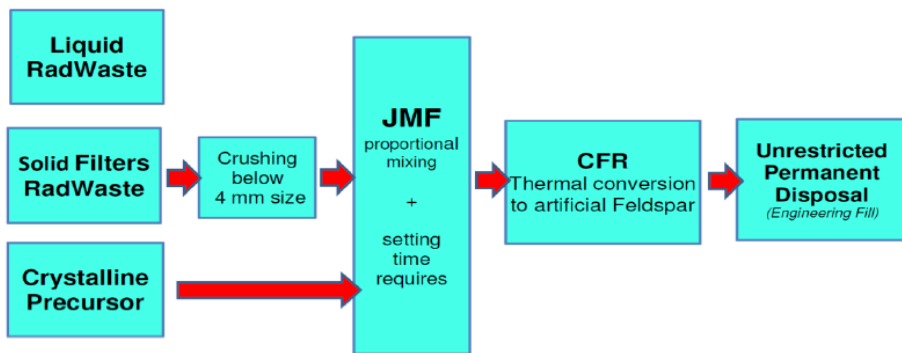 Liquid
RadWaste
Solid Filters
RadWaste
Crystalline
Precursor
Crushing
below
4 mm size
JMF
proportional
mixing
+
setting
time
requires
CFR
Thermal conversion
to artificial Feldspar
Unrestricted
Permanent
Disposal
(Engineering Fill)